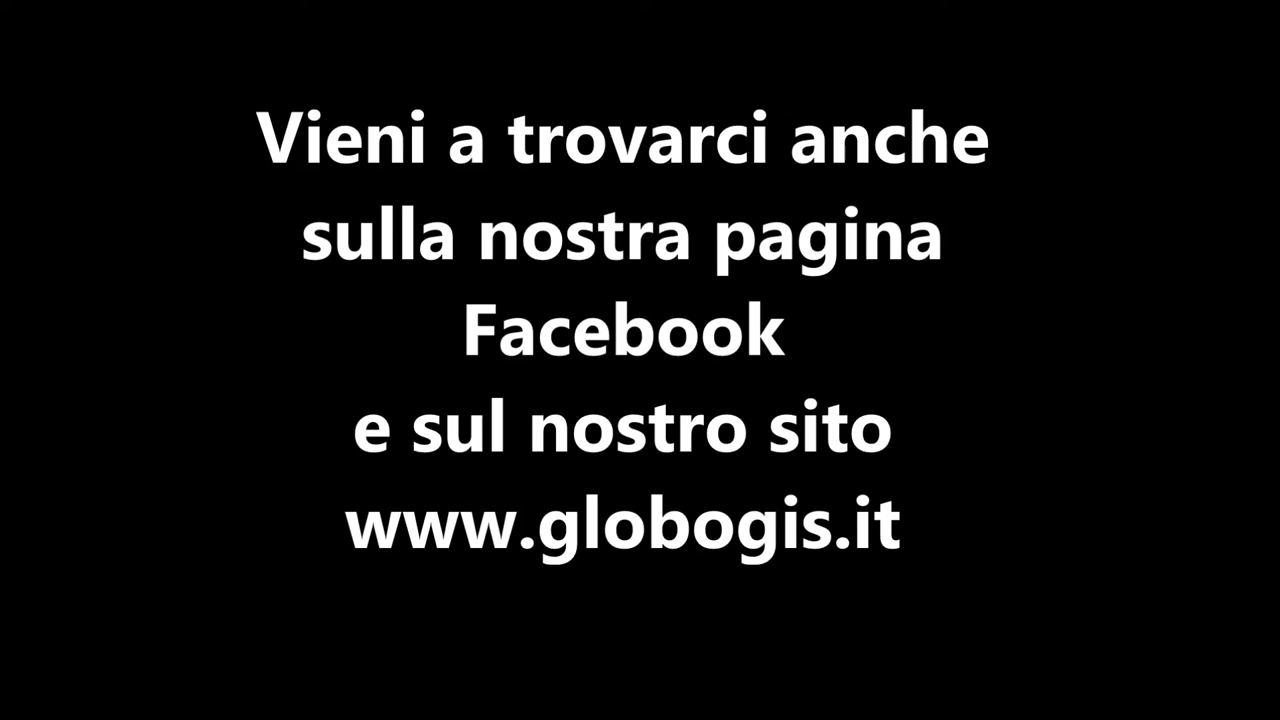 Vieni a trovarci anche
sulla nostra pagina
Facebook
e sul nostro sito
www.globogis.it